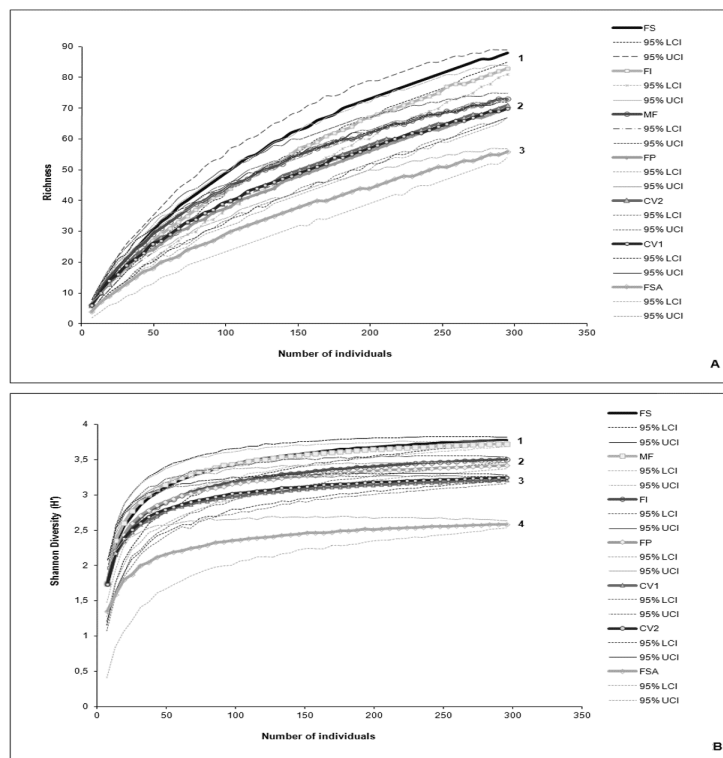 90
80
70
60
50
40
30
20
10
0
Richness
0
50
100
150
200
250
300
350
Number of individuals
1
2
3
FS
95% LCI
95% UCI
FI
95% LCI
95% UCI
MF
95% LCI
95% UCI
FP
95% LCI
95% UCI
CV2
95% LCI
95% UCI
CV1
95% LCI
95% UCI
FSA
95% LCI
95% UCI
A
4
3,5
3
2,5
2
1,5
1
0,5
0
Shannon Diversity (H')
0
50
100
150
200
250
300
350
Number of individuals
1
2
3
4
FS
95% LCI
95% UCI
MF
95% LCI
95% UCI
FI
95% LCI
95% UCI
FP
95% LCI
95% UCI
CV1
95% LCI
95% UCI
CV2
95% LCI
95% UCI
FSA
95% LCI
95% UCI
B